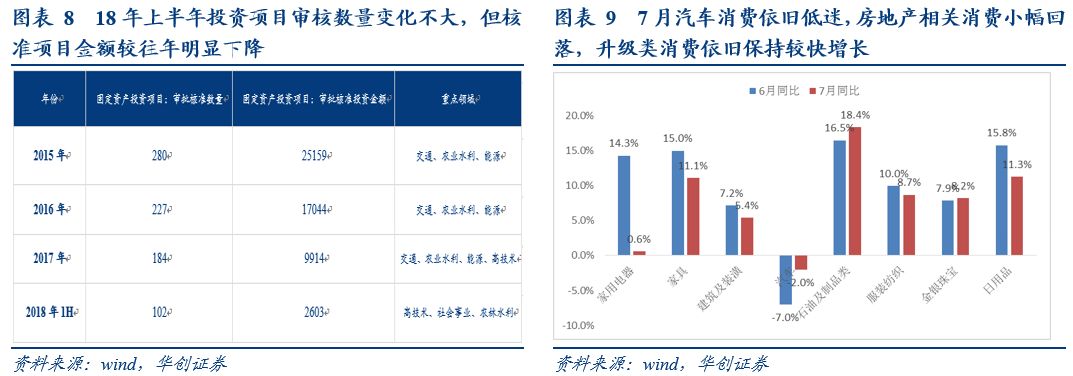 图表 8 18 年上半年投资项目审核数量变化不大，但核
准项目金额较往年明显下降
年份 固定资产投资项目：审批核准数量 固定资产投资项目：审批核准投资金额 重点领域
2015 年 280 25159 交通、农业水利、能源
2016 年 227 17044 交通、农业水利、能源
2017 年 184 9914 交通、农业水利、能源、高技术
2018 年 1H 102 2603 高技术、社会事业、农林水利
资料来源：wind，华创证券
图表 9 7 月汽车消费依旧低迷，房地产相关消费小幅回
落，升级类消费依旧保持较快增长
6月同比 7月同比
20.0%
15.0%
10.0%
5.0%
0.0%
-5.0%
-10.0%
14.3% 0.6%
15.0% 11.1%
7.2% 5.4%
-7.0% -2.0%
16.5% 18.4%
10.0% 8.7%
7.9% 8.2%
15.8% 11.3%
家用电器
家具
建筑及装潢
汽车
石油及制品类
服装纺织
金银珠宝
日用品
资料来源：wind，华创证券